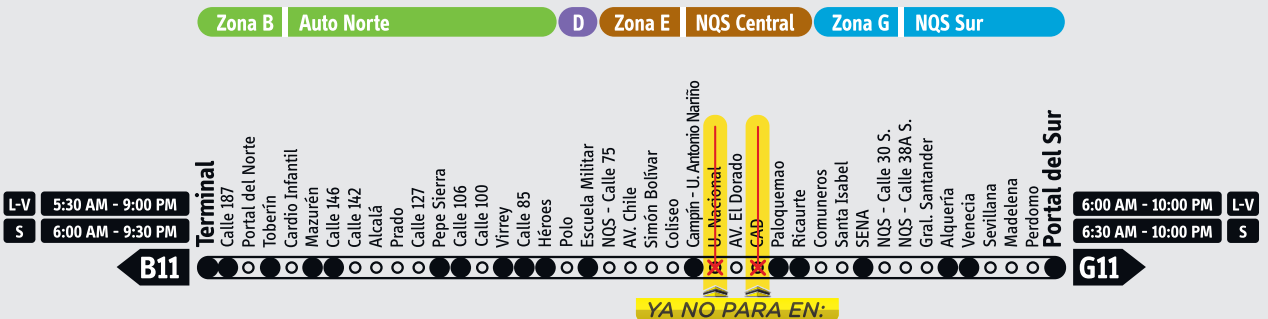 Zona B Auto Norte D Zona E NQS Central Zona G NQS Sur
Terminal
Calle 187
Portal del Norte
Toberín
Cardio Infantil
Mazurén
Calle 146
Calle 142
Alcalá
Prado
Calle 127
Pepe Sierra
Calle 106
Calle 100
Virrey
Calle 85
Héroes
Polo
Escuela Militar
NQS - Calle 75
AV. Chile
Simón Bolívar
Coliseo
Campín - U. Antonio Nariño
U. Nacional
AV. El Dorado
CAD
Paloquemao
Ricaurte
Comuneros
Santa Isabel
SENA
NQS - Calle 30 S.
NQS - Calle 38A S.
Gral. Santander
Alquería
Venecia
Sevillana
Madelena
Perdomo
Portal del Sur
L-V 5:30 AM - 9:00 PM
S 6:00 AM - 9:30 PM
B11
6:00 AM - 10:00 PM L-V
6:30 AM - 10:00 PM S
G11
YA NO PARA EN: